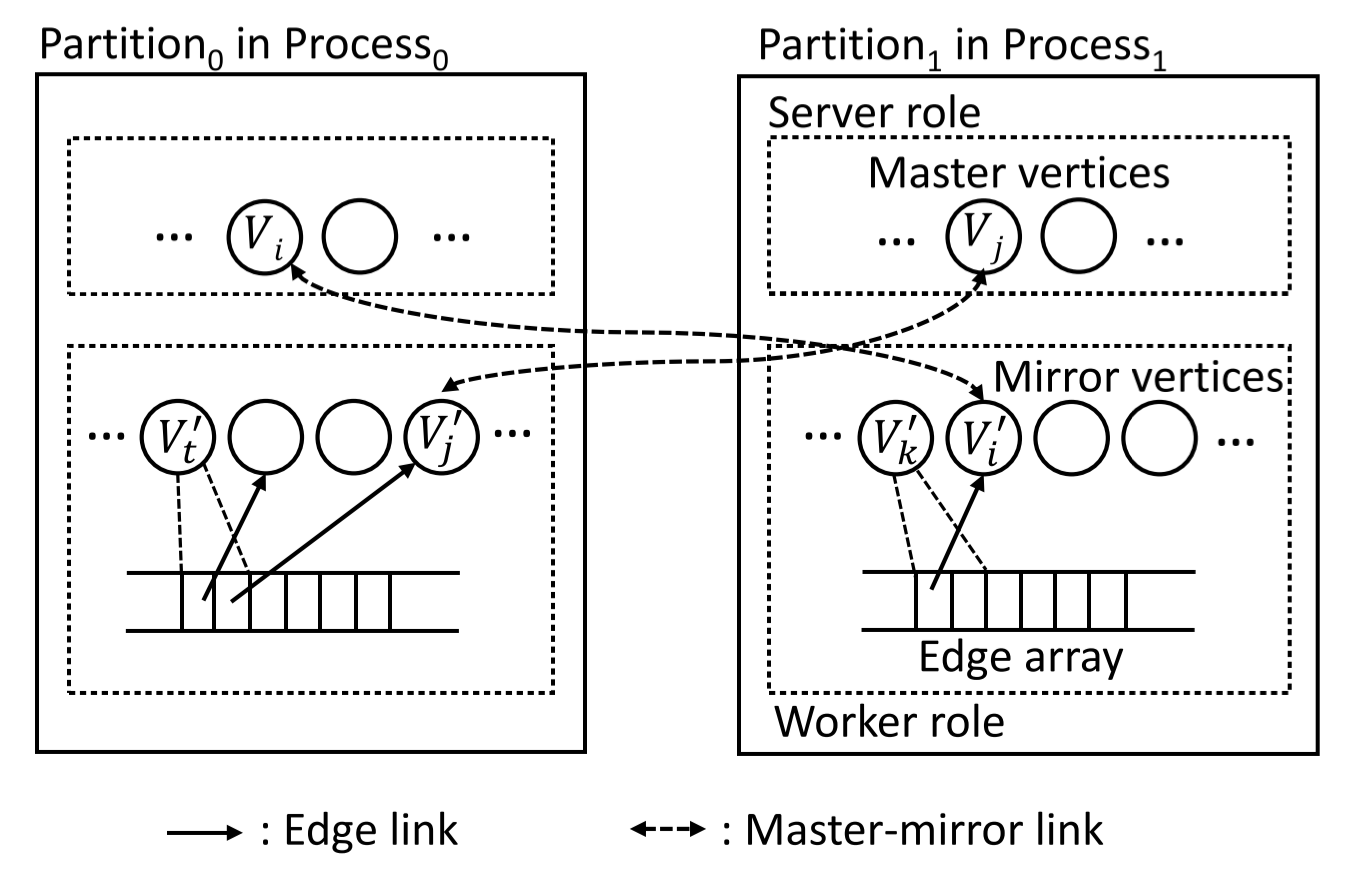 Partition₀ in Process₀
Partition₁ in Process₁
Server role
Master vertices
... Vᵢ ...
... Vⱼ ...
Mirror vertices
... V′ₜ V′ⱼ ...
... V′ₖ V′ᵢ ...
Edge array
Worker role
: Edge link
: Master-mirror link